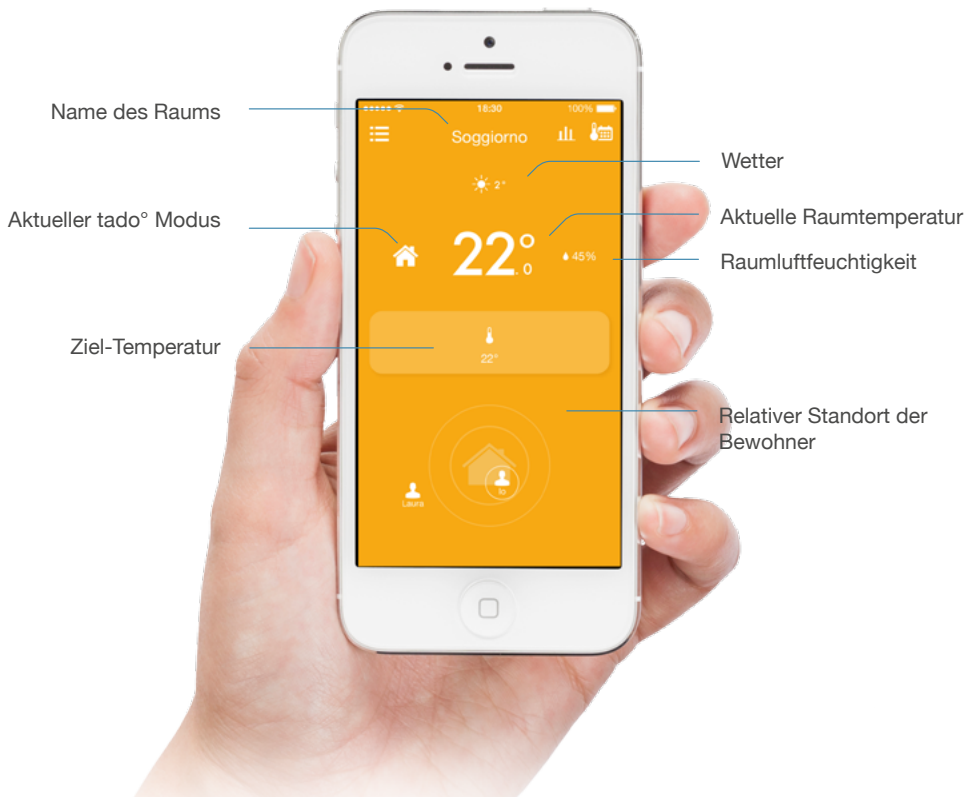 18:30
100%
Name des Raums
Soggiorno
Wetter
2°
Aktueller tado° Modus
Aktuelle Raumtemperatur
22.0°
45%
Raumluftfeuchtigkeit
Ziel-Temperatur
22°
Relativer Standort der
Bewohner
Laura
Io